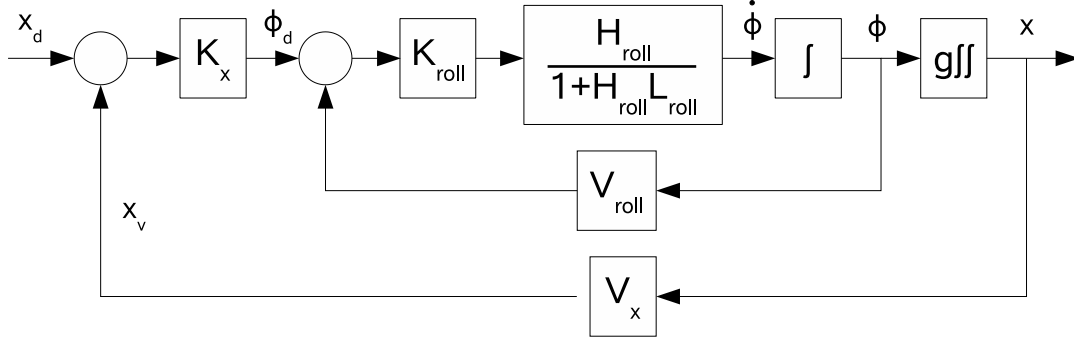 x_d
K_x
ϕ_d
K_roll
H_roll
1+H_roll L_roll
ϕ̇
∫
ϕ
g∫∫
x
V_roll
x_v
V_x